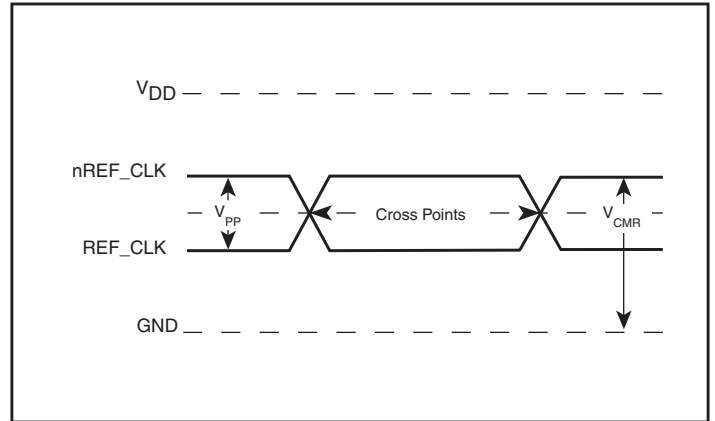 VDD
nREF_CLK
VPP
Cross Points
VCMR
REF_CLK
GND